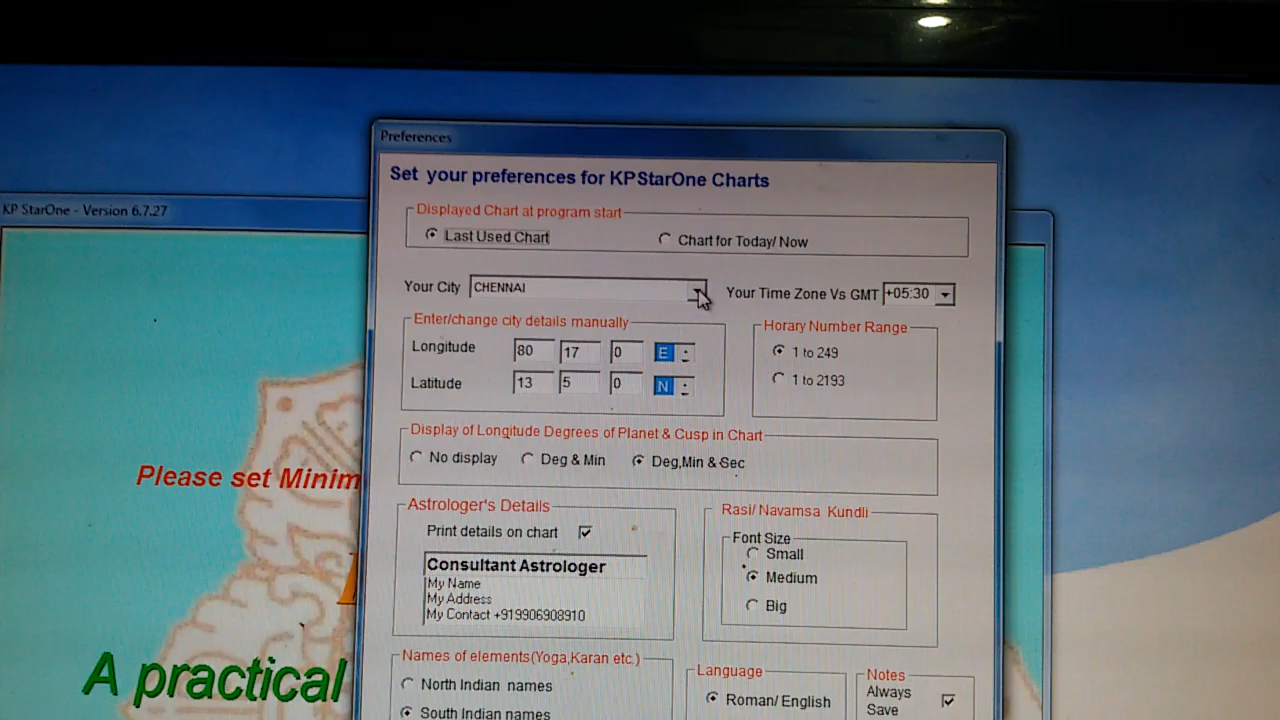 Preferences
Set your preferences for KPStarOne Charts
KP StarOne - Version 6.7.27
Displayed Chart at program start
Last Used Chart
Chart for Today/ Now
Your City CHENNAI
Your Time Zone Vs GMT +05:30
Enter/change city details manually
Longitude 80 17 0 E
Latitude 13 5 0 N
Horary Number Range
1 to 249
1 to 2193
Display of Longitude Degrees of Planet & Cusp in Chart
No display
Deg & Min
Deg,Min & Sec
Please set Minim
Astrologer's Details
Print details on chart
Consultant Astrologer
My Name
My Address
My Contact +919906908910
Rasi/ Navamsa Kundli
Font Size
Small
Medium
Big
A practical
Names of elements(Yoga,Karan etc.)
North Indian names
South Indian names
Language
Roman/ English
Notes
Always
Save